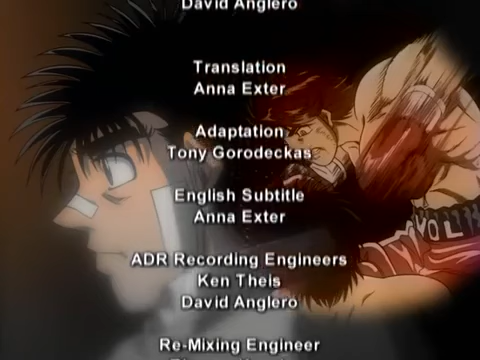 David Anglero
Translation
Anna Exter
Adaptation
Tony Gorodeckas
English Subtitle
Anna Exter
ADR Recording Engineers
Ken Theis
David Anglero
Re-Mixing Engineer